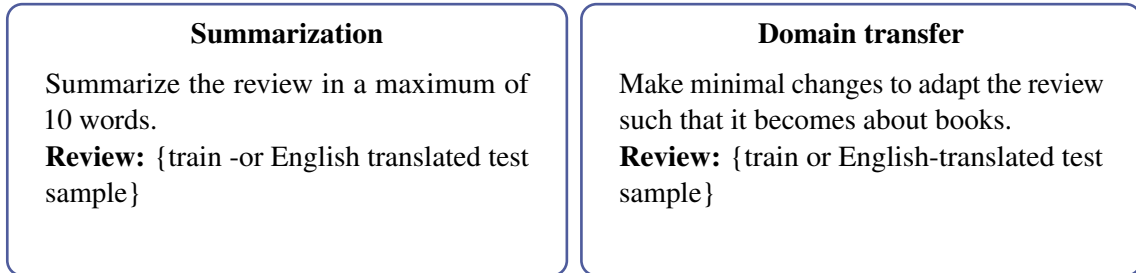 Summarization
Summarize the review in a maximum of
10 words.
Review: {train -or English translated test
sample}
Domain transfer
Make minimal changes to adapt the review
such that it becomes about books.
Review: {train or English-translated test
sample}